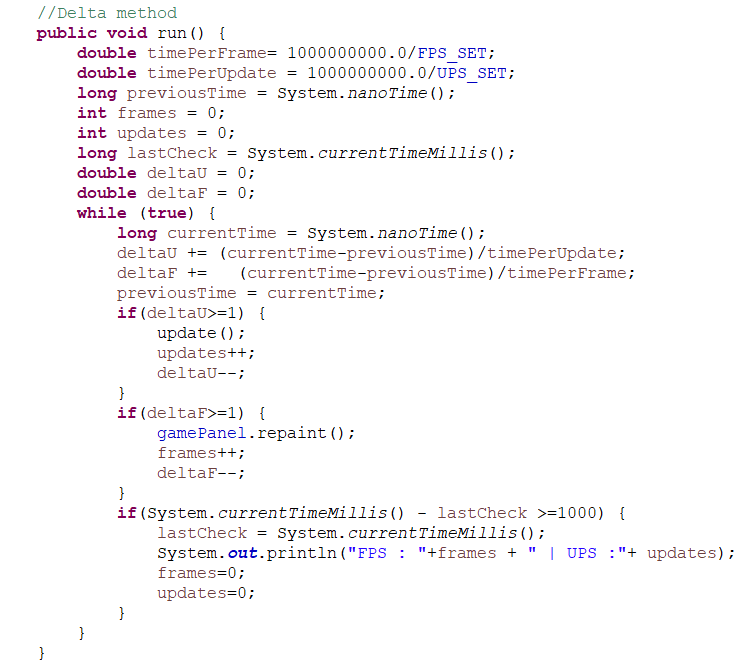 //Delta method
public void run() {
    double timePerFrame= 1000000000.0/FPS_SET;
    double timePerUpdate = 1000000000.0/UPS_SET;
    long previousTime = System.nanoTime();
    int frames = 0;
    int updates = 0;
    long lastCheck = System.currentTimeMillis();
    double deltaU = 0;
    double deltaF = 0;
    while (true) {
        long currentTime = System.nanoTime();
        deltaU += (currentTime-previousTime)/timePerUpdate;
        deltaF +=   (currentTime-previousTime)/timePerFrame;
        previousTime = currentTime;
        if(deltaU>=1) {
            update();
            updates++;
            deltaU--;
        }
        if(deltaF>=1) {
            gamePanel.repaint();
            frames++;
            deltaF--;
        }
        if(System.currentTimeMillis() - lastCheck >=1000) {
            lastCheck = System.currentTimeMillis();
            System.out.println("FPS : "+frames + " | UPS :"+ updates);
            frames=0;
            updates=0;
        }
    }
}